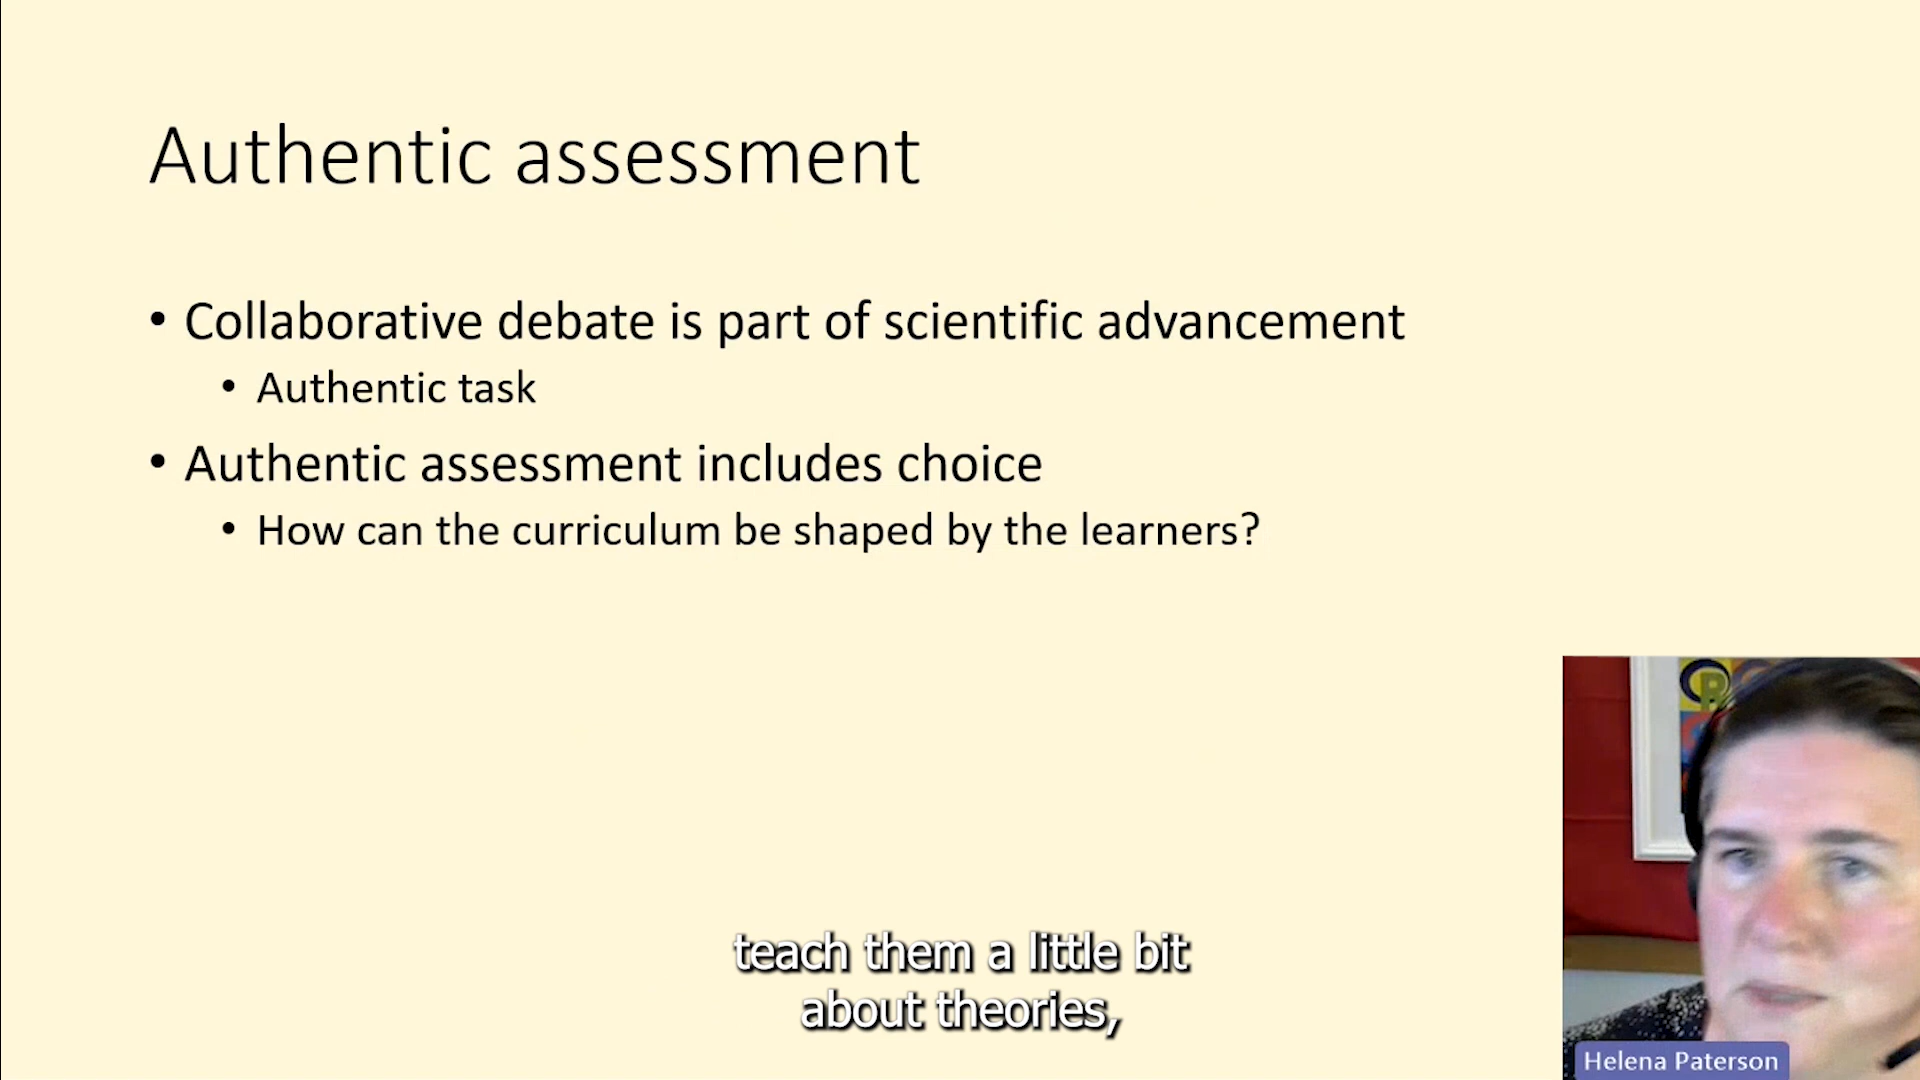 Authentic assessment
• Collaborative debate is part of scientific advancement
• Authentic task
• Authentic assessment includes choice
• How can the curriculum be shaped by the learners?
teach them a little bit
about theories,
Helena Paterson